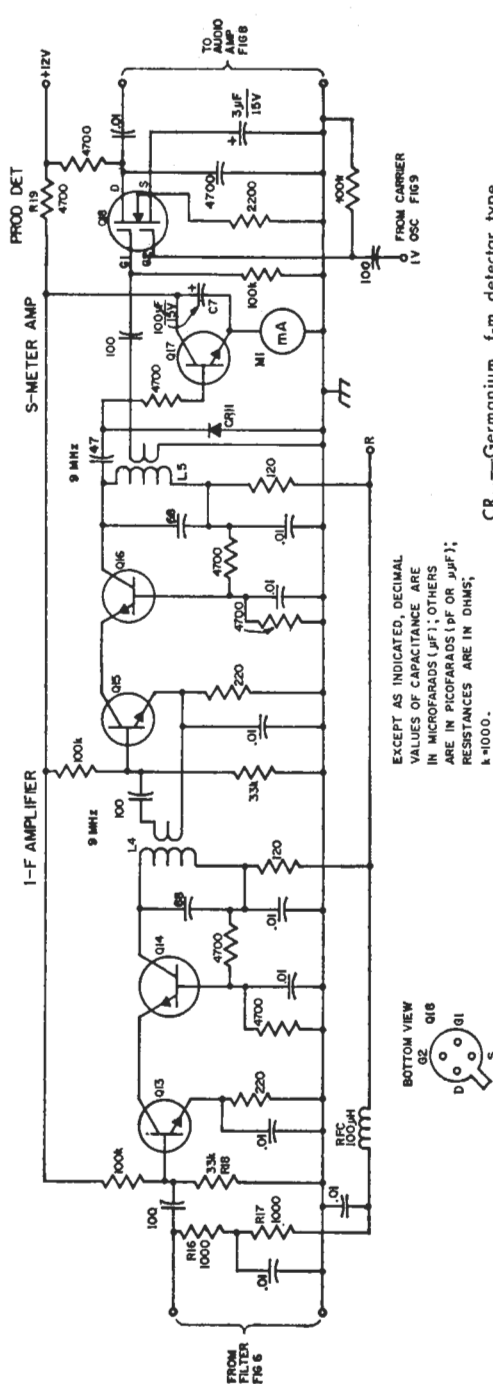 I-F AMPLIFIER
S-METER AMP
PROD DET
+12V
R19
4700
4700
.01
TO
AUDIO
AMP
FIG 8
100k
100k
9 MHz
9 MHz
47
100
Q8
D
S
G1
G2
3µF
15V
+
100µF
15V
+
C7
Q17
4700
4700
2200
100k
100k
100
FROM CARRIER
1V OSC FIG 9
M1
mA
CR11
L5
Q16
68
4700
.01
120
4700
.01
Q15
220
.01
100
33k
L4
Q14
68
4700
.01
120
4700
.01
Q13
220
.01
100
33k
R18
R16
1000
R17
1000
.01
.01
FROM
FILTER
FIG 6
RFC
100µH
R
BOTTOM VIEW
G2 Q18
G1
D
S
EXCEPT AS INDICATED, DECIMAL
VALUES OF CAPACITANCE ARE
IN MICROFARADS (µF); OTHERS
ARE IN PICOFARADS (pF OR µµF);
RESISTANCES ARE IN OHMS;
k=1000.
CR —Germanium f-m detector type